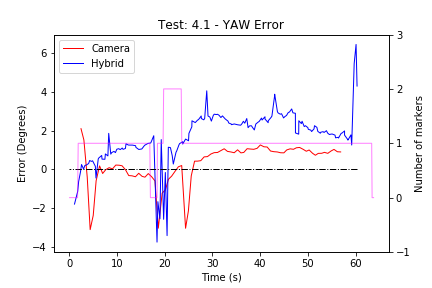 Test: 4.1 - YAW Error
Camera
Hybrid
Error (Degrees)
6
4
2
0
−2
−4
Number of markers
3
2
1
0
−1
0 10 20 30 40 50 60
Time (s)